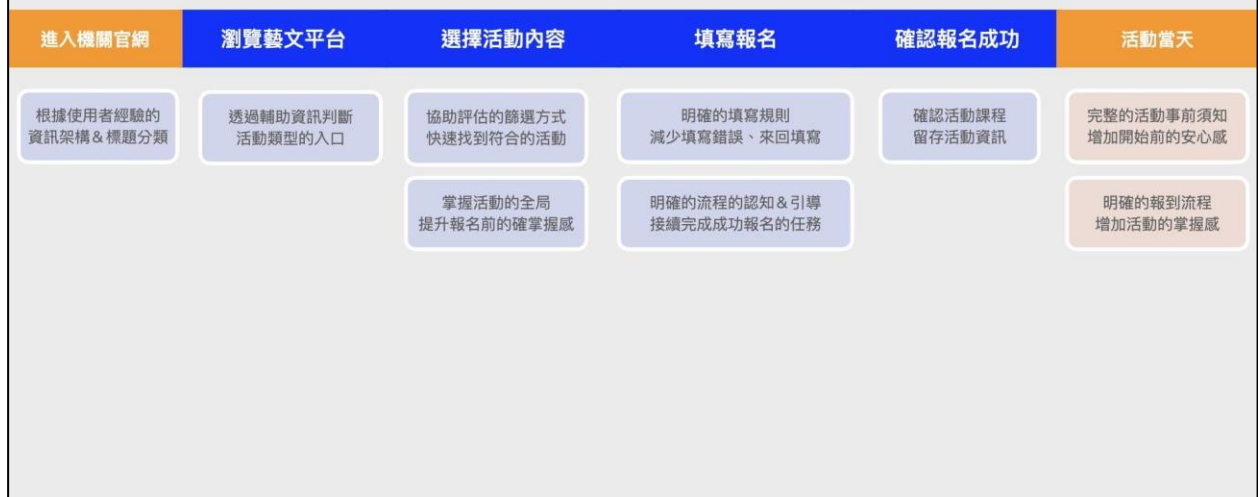 進入機關官網
瀏覽藝文平台
選擇活動內容
填寫報名
確認報名成功
活動當天
根據使用者經驗的
資訊架構&標題分類
透過輔助資訊判斷
活動類型的入口
協助評估的篩選方式
快速找到符合的活動
明確的填寫規則
減少填寫錯誤、來回填寫
確認活動課程
留存活動資訊
完整的活動事前須知
增加開始前的安心感
掌握活動的全局
提升報名前的確掌握感
明確的流程的認知&引導
接續完成成功報名的任務
明確的報到流程
增加活動的掌握感